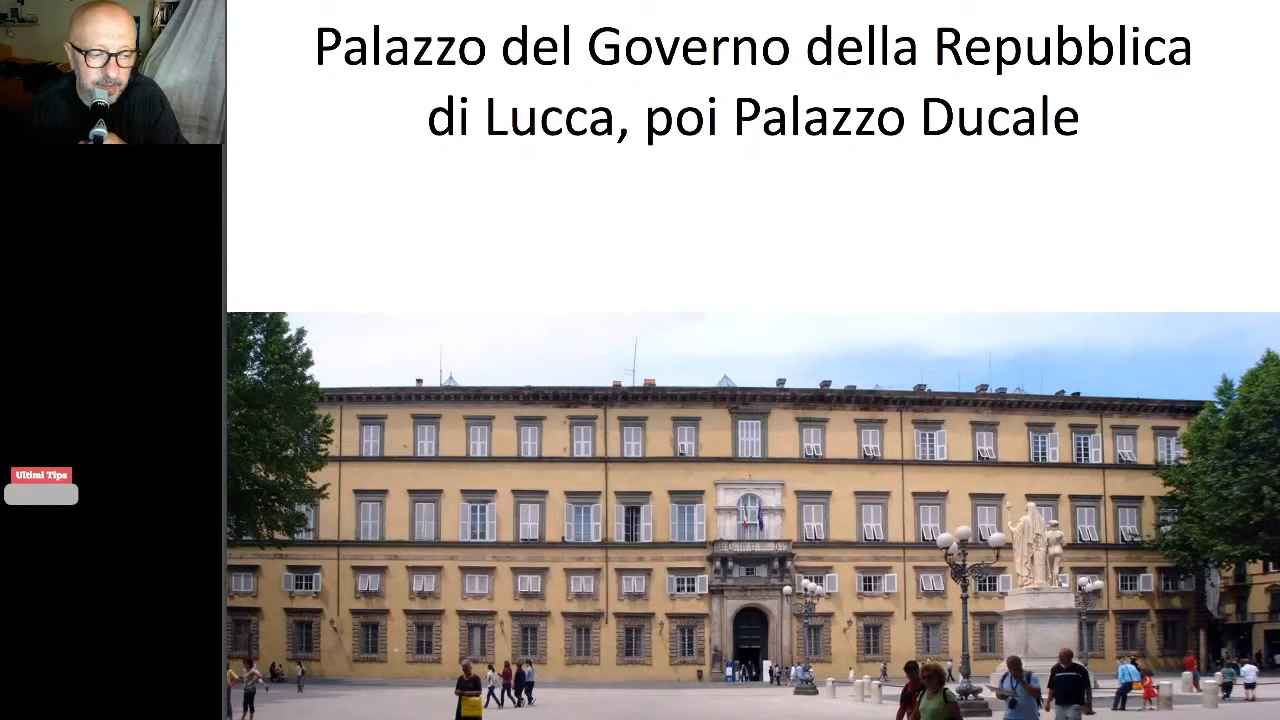 Palazzo del Governo della Repubblica
di Lucca, poi Palazzo Ducale
Ultimi Tips